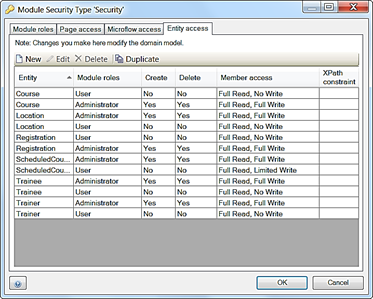 Module Security Type 'Security'
Module roles Page access Microflow access Entity access
Note: Changes you make here modify the domain model.
New Edit Delete Duplicate
Entity Module roles Create Delete Member access XPath constraint
Course User No No Full Read, No Write
Course Administrator Yes Yes Full Read, Full Write
Location Administrator Yes Yes Full Read, Full Write
Location User No No Full Read, No Write
Registration User No No Full Read, No Write
Registration Administrator Yes Yes Full Read, Full Write
ScheduledCou... Administrator Yes Yes Full Read, Full Write
ScheduledCou... User No No Full Read, Limited Write
Trainee Administrator Yes Yes Full Read, Full Write
Trainee User No No Full Read, No Write
Trainer Administrator Yes Yes Full Read, Full Write
Trainer User No No Full Read, No Write
OK Cancel